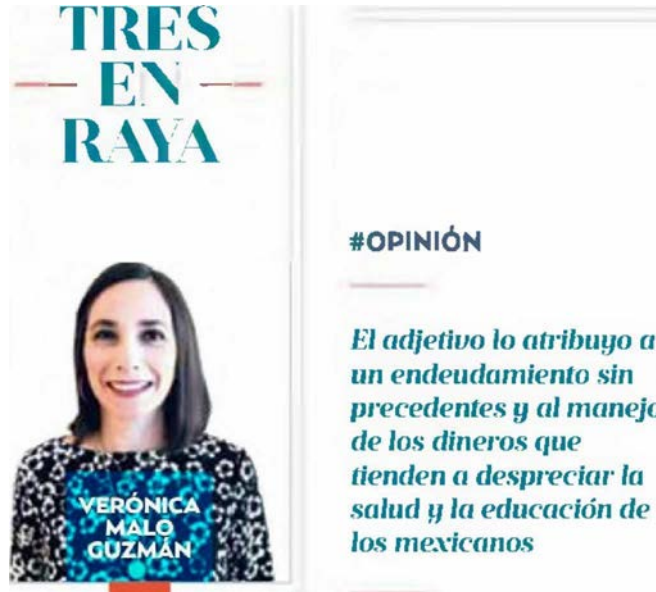 TRES
EN
RAYA
VERÓNICA
MALO
GUZMÁN
#OPINIÓN
El adjetivo lo atribuyo a
un endeudamiento sin
precedentes y al manejo
de los dineros que
tienden a despreciar la
salud y la educación de
los mexicanos